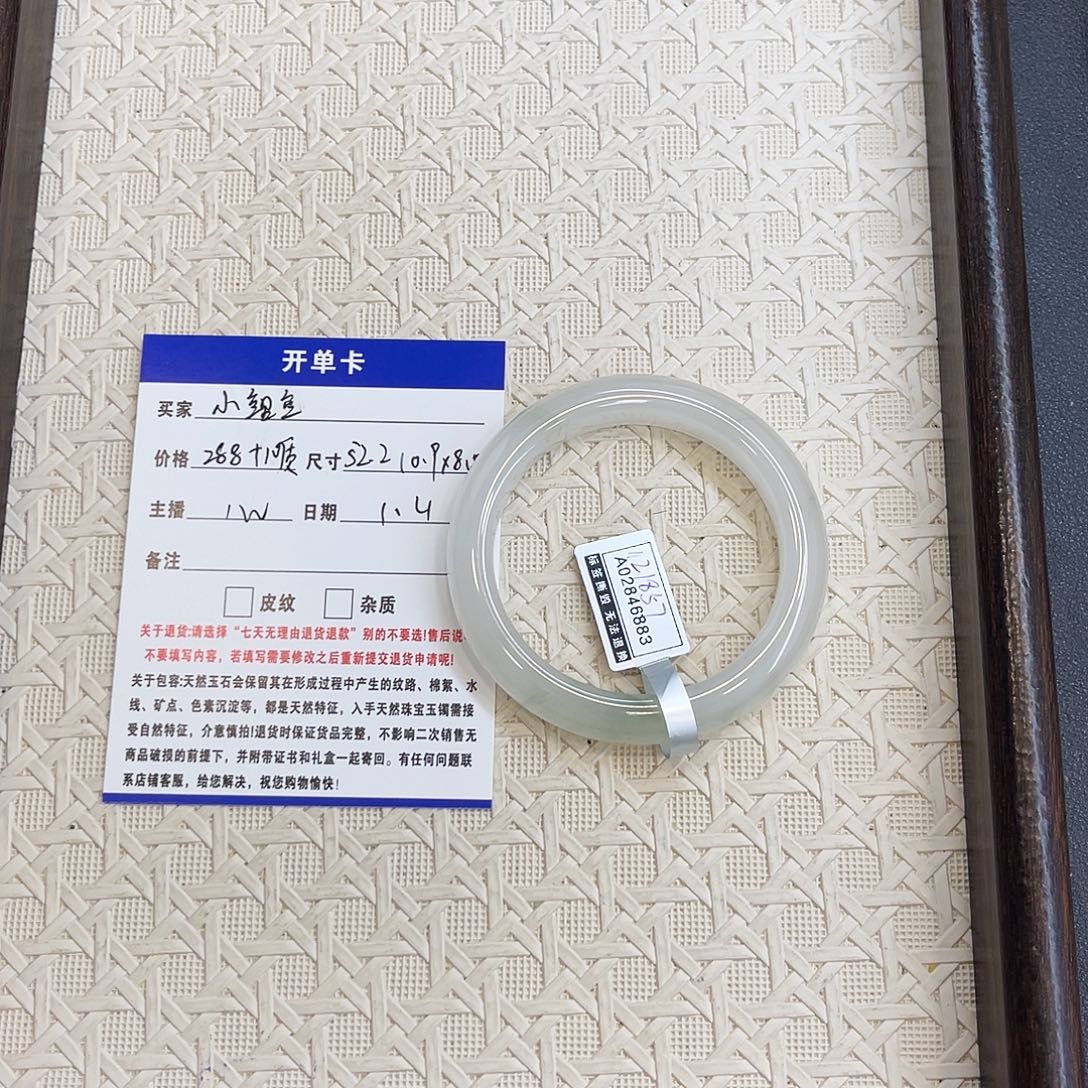 开单卡
买家 小
价格 288+ 顺 尺寸 52.2 10.9x8.
主播 1W 日期 1.4
备注
皮纹 杂质
关于退货:请选择“七天无理由退货退款”别的不要选!售后说
不要填写内容，若填写需要修改之后重新提交退货申请呢!
关于包容:天然玉石会保留其在形成过程中产生的纹路、棉絮、水
线、矿点、色素沉淀等，都是天然特征，入手天然珠宝玉镯需接
受自然特征，介意慎拍!退货时保证货品完整，不影响二次销售无
商品破损的前提下，并附带证书和礼盒一起寄回。有任何问题联
系店铺客服，给您解决，祝您购物愉快!
121857
A02846883
标签撕毁 无法退换